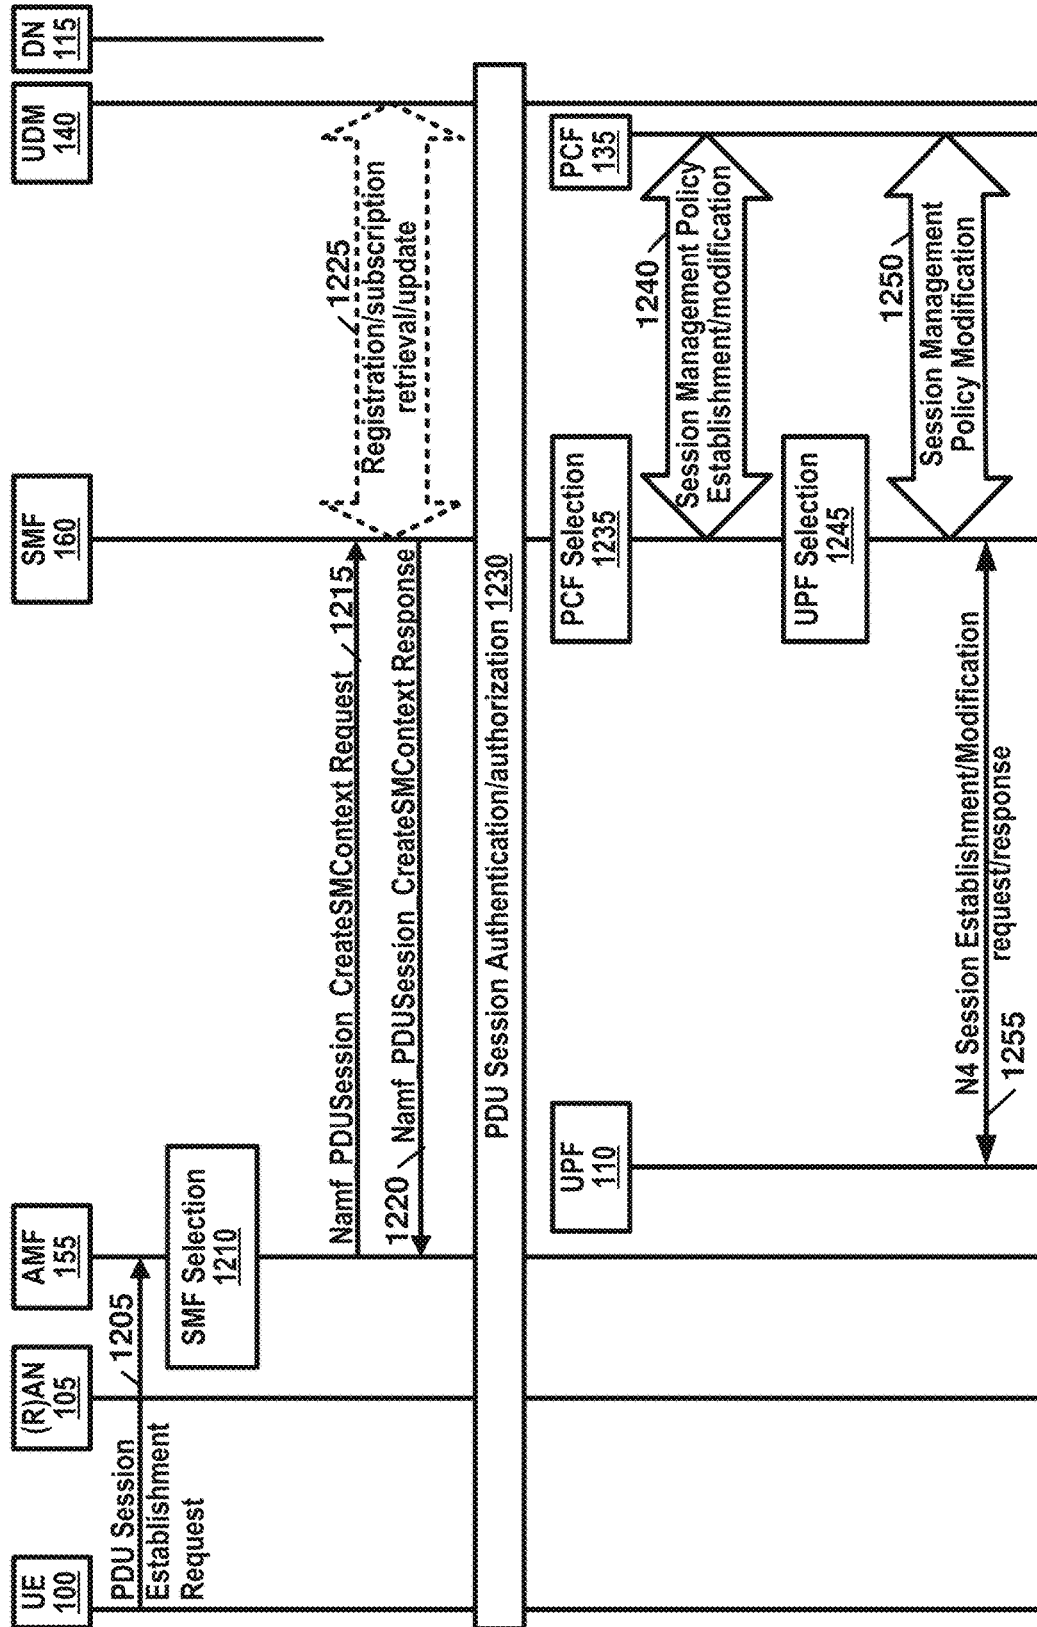 UE
100
(R)AN
105
AMF
155
SMF
160
UDM
140
DN
115
PDU Session
Establishment
Request
1205
SMF Selection
1210
Namf PDUSession CreateSMContext Request
1215
1225
Registration/subscription
retrieval/update
1220
Namf PDUSession CreateSMContext Response
PDU Session Authentication/authorization 1230
UPF
110
PCF Selection
1235
PCF
135
1240
Session Management Policy
Establishment/modification
UPF Selection
1245
1250
Session Management
Policy Modification
N4 Session Establishment/Modification
request/response
1255